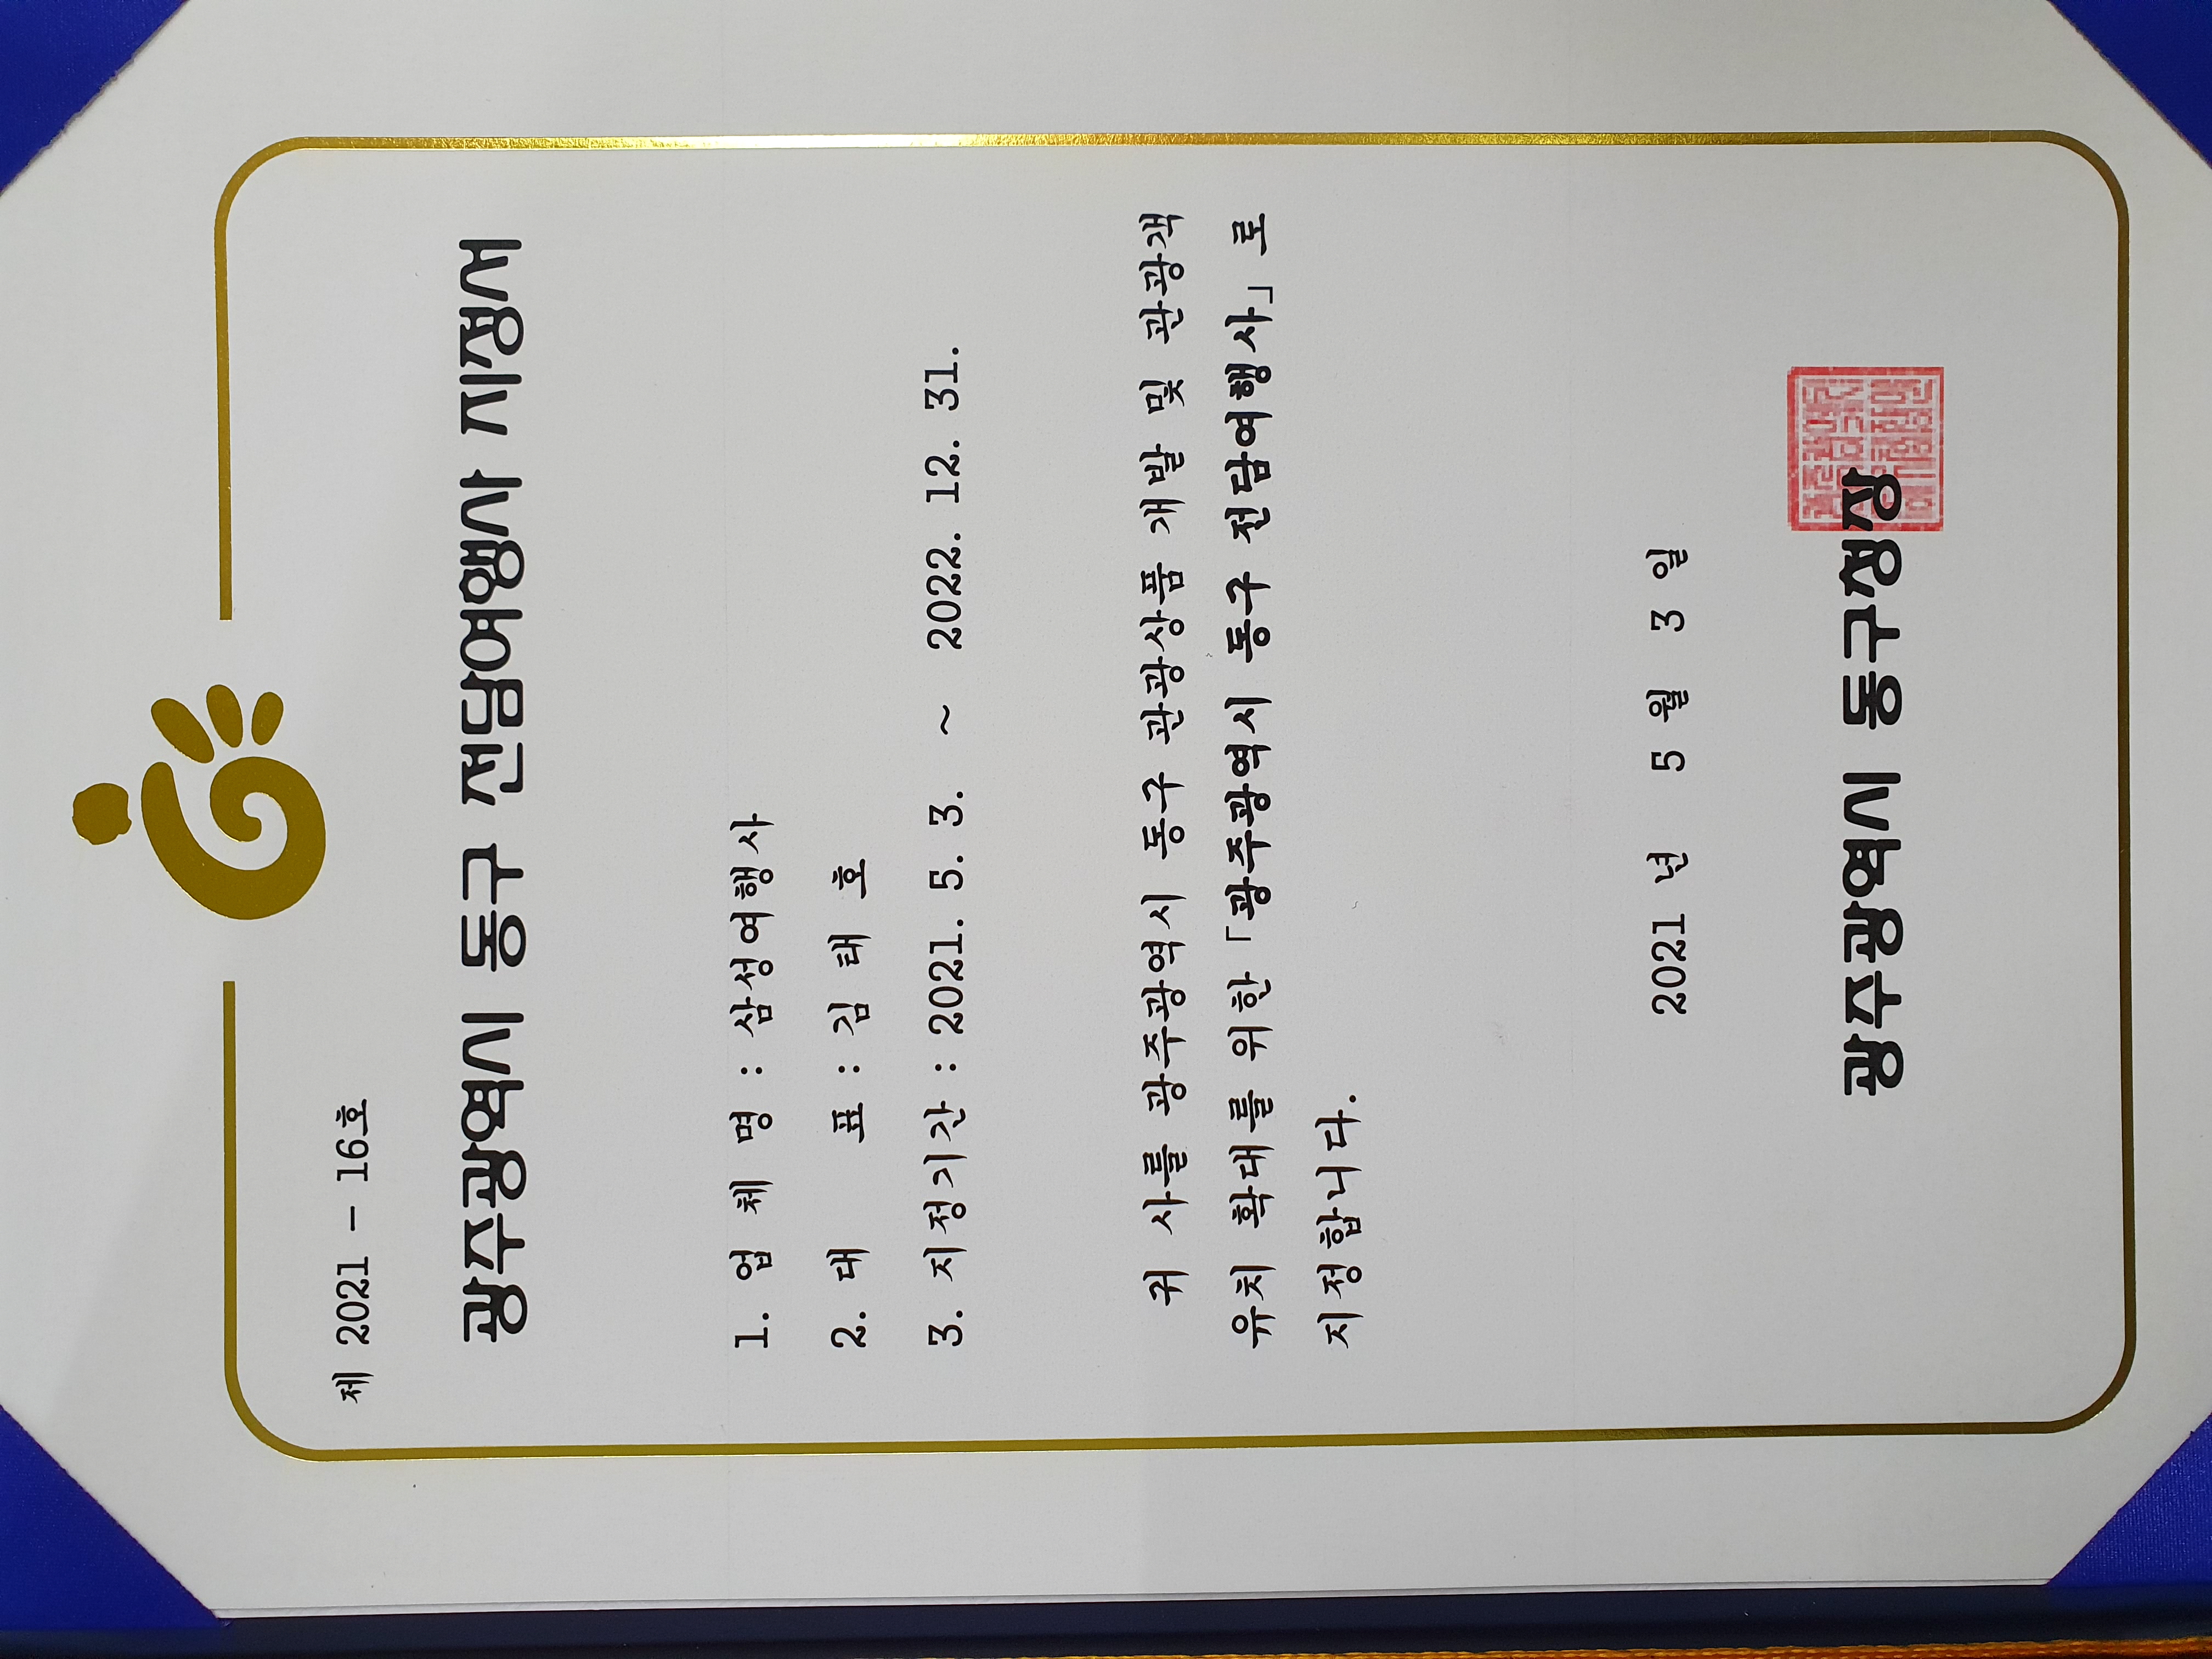 제 2021 - 16호
광주광역시 동구 전담여행사 지정서
1. 업 체 명 : 삼성여행사
2. 대 표 : 김 태 호
3. 지정기간 : 2021. 5. 3. ~ 2022. 12. 31.
귀 사를 광주광역시 동구 관광상품 개발 및 관광객
유치 확대를 위한 「광주광역시 동구 전담여행사」로
지정합니다.
2021 년 5 월 3 일
광주광역시 동구청장